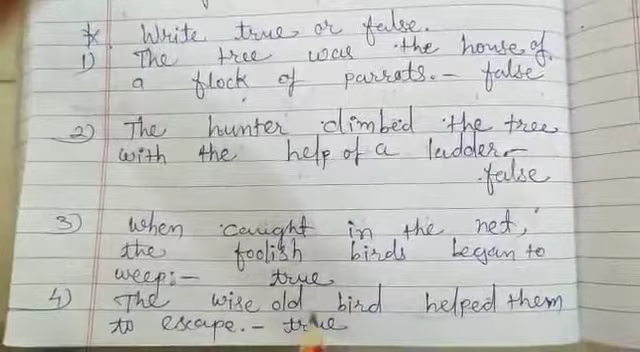 * Write true or false.
1) The tree was the house of
a flock of parrots. - false
2) The hunter climbed the tree
with the help of a ladder. -
false
3) when caught in the net,
the foolish birds began to
weep: - true
4) The wise old bird helped them
to escape. - true